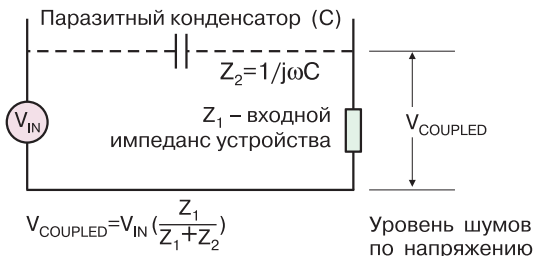 Паразитный конденсатор (C)
Z₂=1/jωC
V_IN
Z₁ – входной
импеданс устройства
V_COUPLED
V_COUPLED=V_IN(Z₁/(Z₁+Z₂))
Уровень шумов
по напряжению